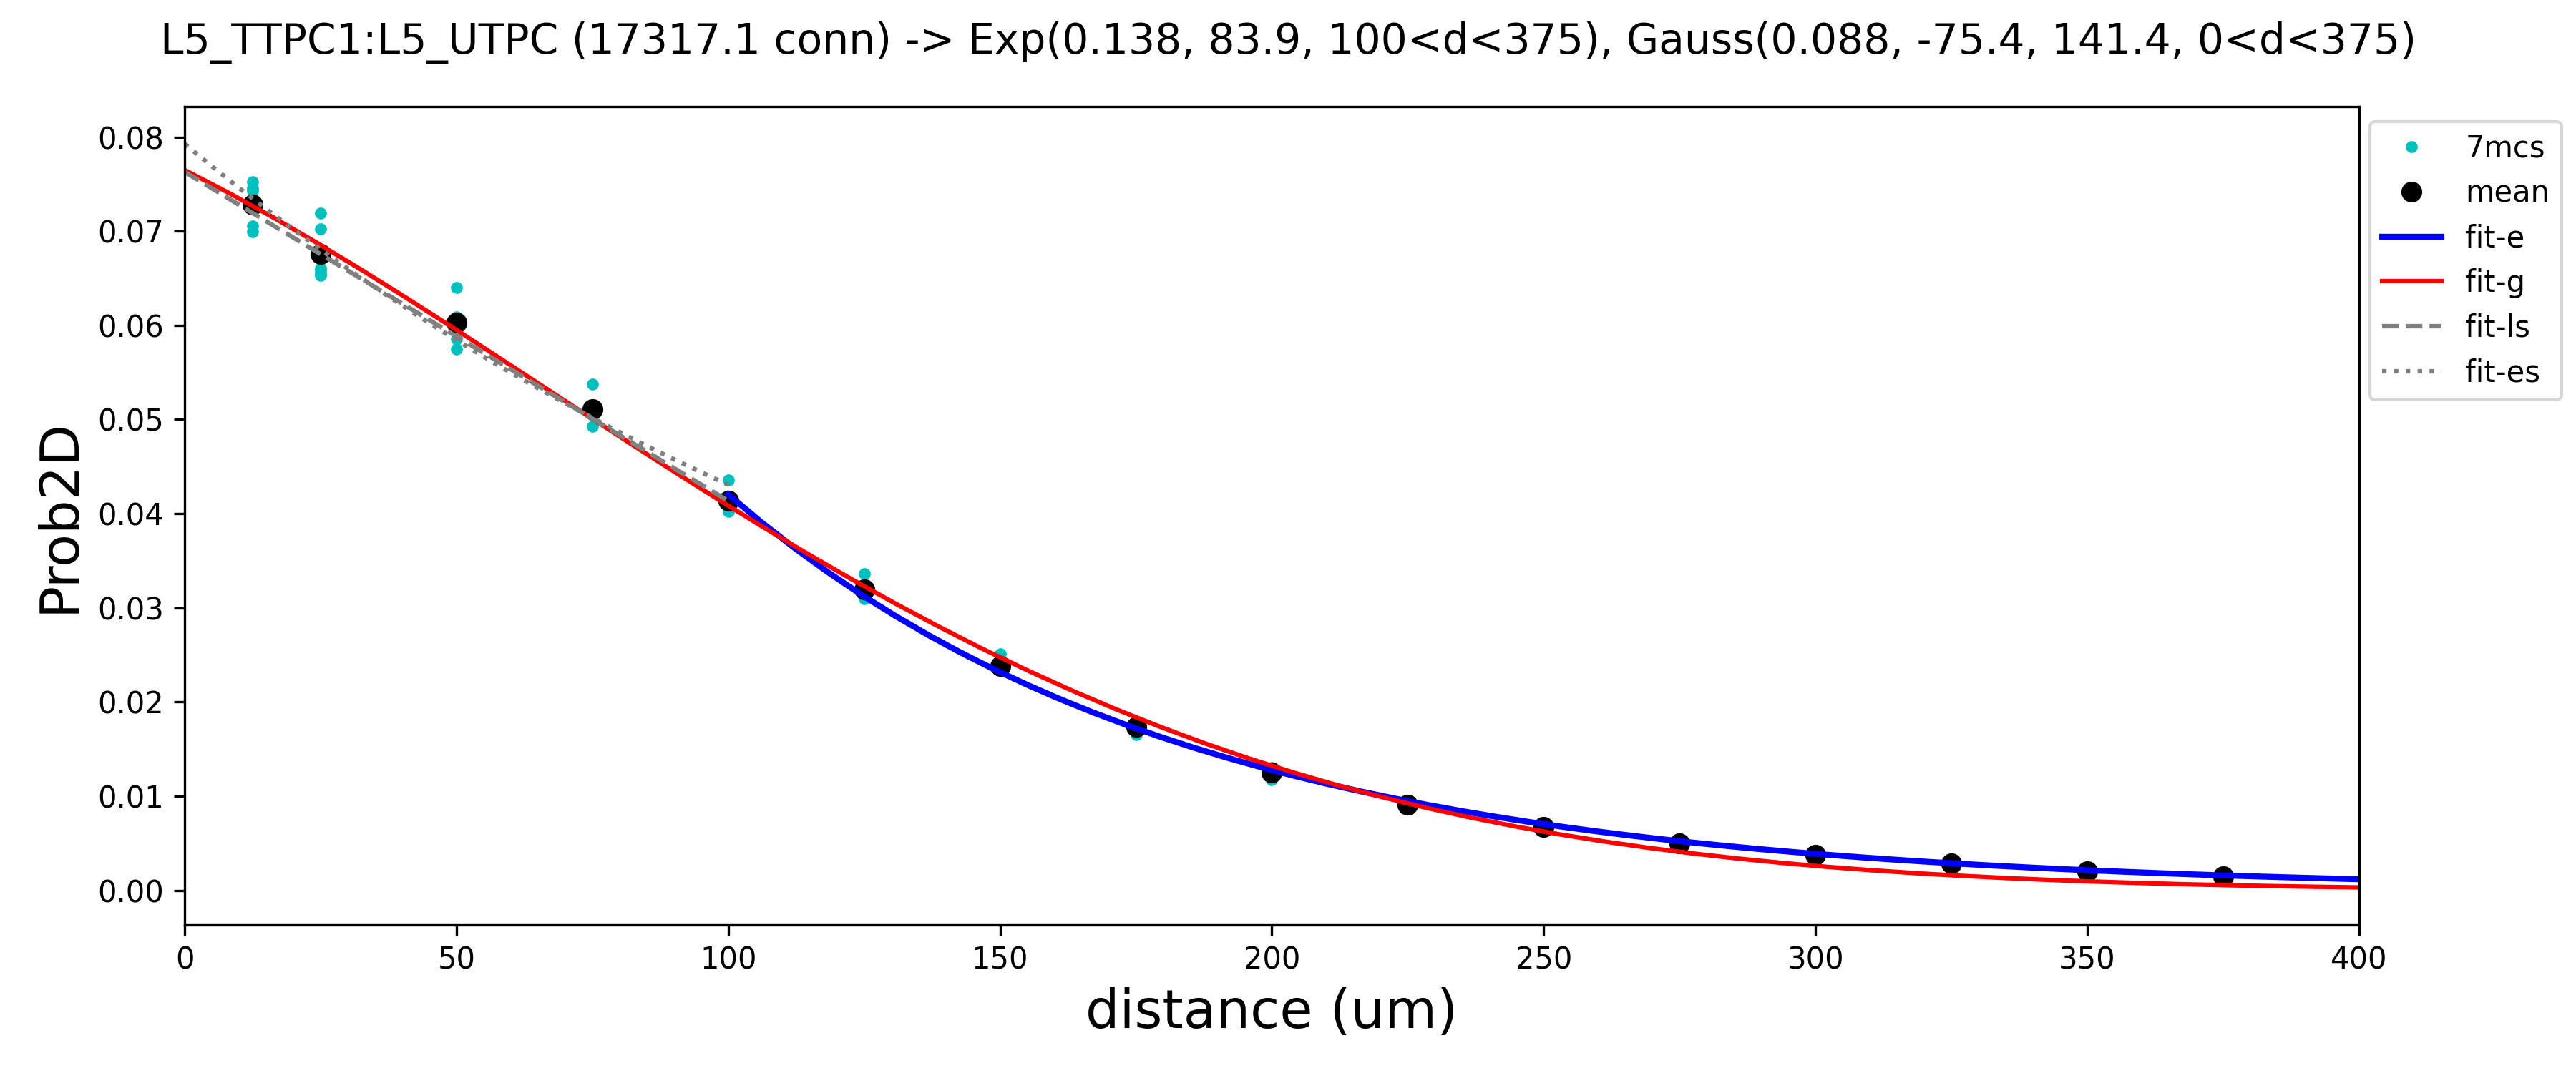 L5_TTPC1:L5_UTPC (17317.1 conn) -> Exp(0.138, 83.9, 100<d<375), Gauss(0.088, -75.4, 141.4, 0<d<375)
0.08
0.07
0.06
0.05
0.04
0.03
0.02
0.01
0.00
Prob2D
0 50 100 150 200 250 300 350 400
distance (um)
7mcs
mean
fit-e
fit-g
fit-ls
fit-es